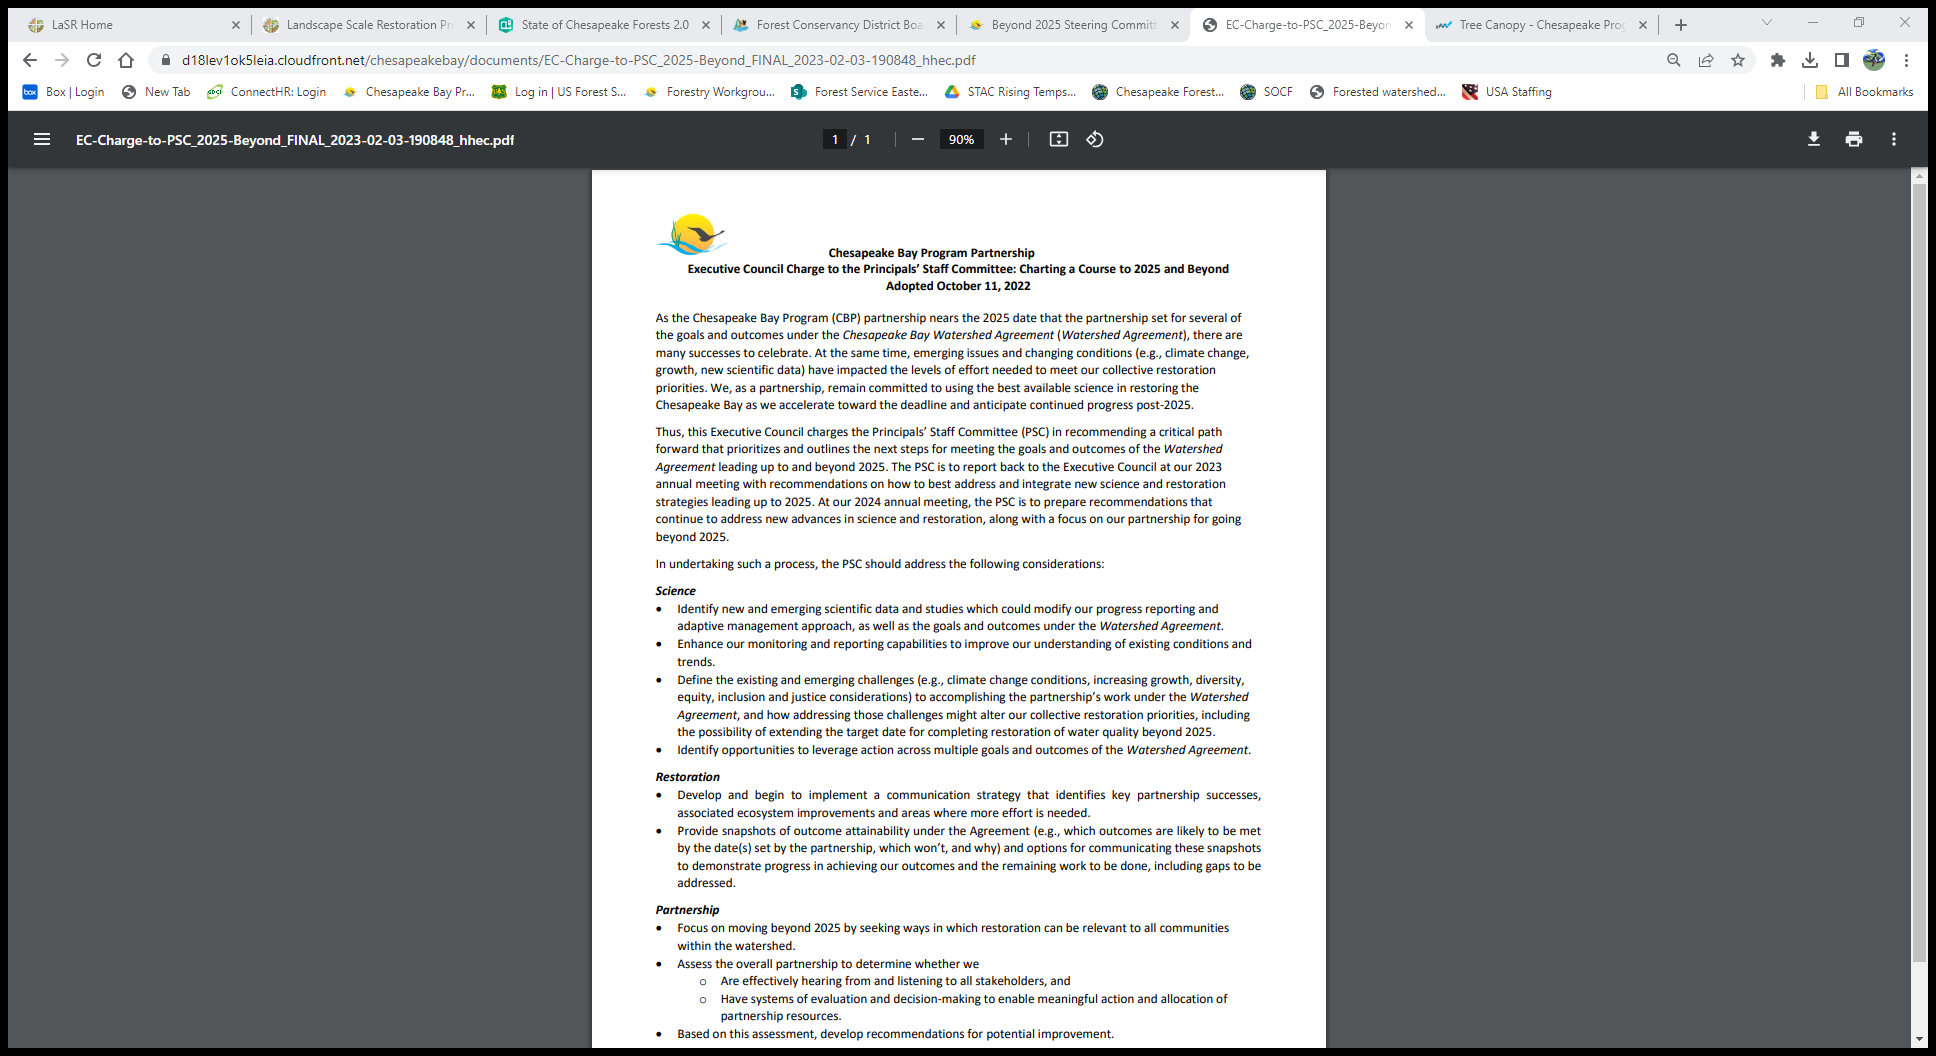 LaSR Home
Landscape Scale Restoration Pr
State of Chesapeake Forests 2.0
Forest Conservancy District Boa
Beyond 2025 Steering Committ
EC-Charge-to-PSC_2025-Beyon
Tree Canopy - Chesapeake Prog
d18lev1ok5leia.cloudfront.net/chesapeakebay/documents/EC-Charge-to-PSC_2025-Beyond_FINAL_2023-02-03-190848_hhec.pdf
box
Box | Login
New Tab
ConnectHR: Login
Chesapeake Bay Pr...
Log in | US Forest S...
Forestry Workgrou...
Forest Service Easte...
STAC Rising Temps...
Chesapeake Forest...
SOCF
Forested watershed...
USA Staffing
All Bookmarks
EC-Charge-to-PSC_2025-Beyond_FINAL_2023-02-03-190848_hhec.pdf
1 / 1
90%
Chesapeake Bay Program Partnership
Executive Council Charge to the Principals’ Staff Committee: Charting a Course to 2025 and Beyond
Adopted October 11, 2022
As the Chesapeake Bay Program (CBP) partnership nears the 2025 date that the partnership set for several of
the goals and outcomes under the Chesapeake Bay Watershed Agreement (Watershed Agreement), there are
many successes to celebrate. At the same time, emerging issues and changing conditions (e.g., climate change,
growth, new scientific data) have impacted the levels of effort needed to meet our collective restoration
priorities. We, as a partnership, remain committed to using the best available science in restoring the
Chesapeake Bay as we accelerate toward the deadline and anticipate continued progress post-2025.
Thus, this Executive Council charges the Principals’ Staff Committee (PSC) in recommending a critical path
forward that prioritizes and outlines the next steps for meeting the goals and outcomes of the Watershed
Agreement leading up to and beyond 2025. The PSC is to report back to the Executive Council at our 2023
annual meeting with recommendations on how to best address and integrate new science and restoration
strategies leading up to 2025. At our 2024 annual meeting, the PSC is to prepare recommendations that
continue to address new advances in science and restoration, along with a focus on our partnership for going
beyond 2025.
In undertaking such a process, the PSC should address the following considerations:
Science
• Identify new and emerging scientific data and studies which could modify our progress reporting and
adaptive management approach, as well as the goals and outcomes under the Watershed Agreement.
• Enhance our monitoring and reporting capabilities to improve our understanding of existing conditions and
trends.
• Define the existing and emerging challenges (e.g., climate change conditions, increasing growth, diversity,
equity, inclusion and justice considerations) to accomplishing the partnership’s work under the Watershed
Agreement, and how addressing those challenges might alter our collective restoration priorities, including
the possibility of extending the target date for completing restoration of water quality beyond 2025.
• Identify opportunities to leverage action across multiple goals and outcomes of the Watershed Agreement.
Restoration
• Develop and begin to implement a communication strategy that identifies key partnership successes,
associated ecosystem improvements and areas where more effort is needed.
• Provide snapshots of outcome attainability under the Agreement (e.g., which outcomes are likely to be met
by the date(s) set by the partnership, which won’t, and why) and options for communicating these snapshots
to demonstrate progress in achieving our outcomes and the remaining work to be done, including gaps to be
addressed.
Partnership
• Focus on moving beyond 2025 by seeking ways in which restoration can be relevant to all communities
within the watershed.
• Assess the overall partnership to determine whether we
o Are effectively hearing from and listening to all stakeholders, and
o Have systems of evaluation and decision-making to enable meaningful action and allocation of
partnership resources.
• Based on this assessment, develop recommendations for potential improvement.